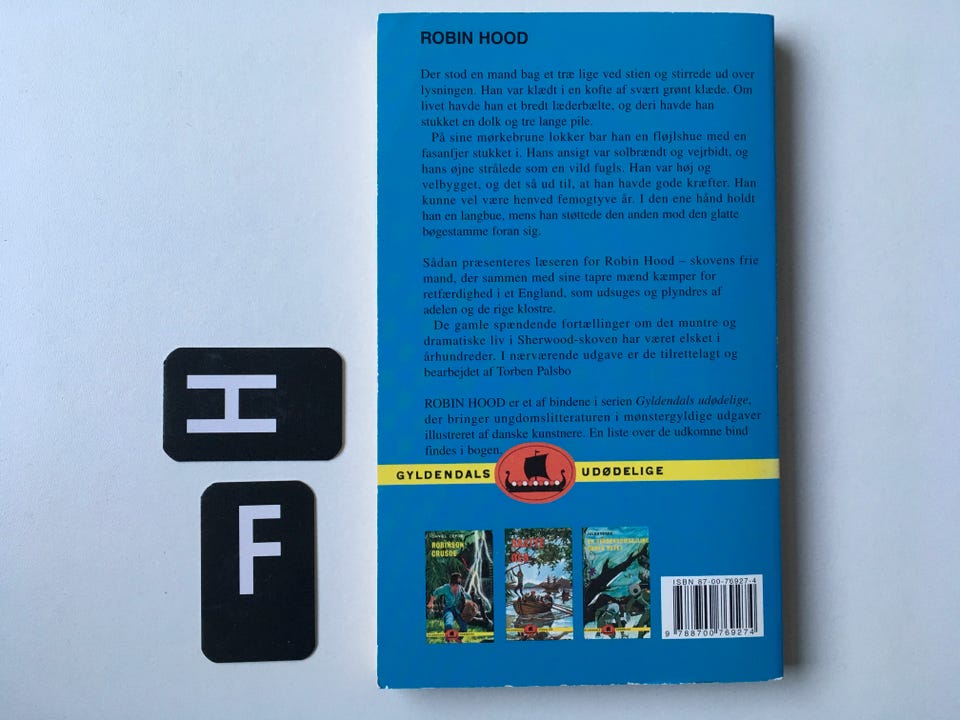 ROBIN HOOD
Der stod en mand bag et træ lige ved stien og stirrede ud over
lysningen. Han var klædt i en kofte af svært grønt klæde. Om
livet havde han et bredt læderbælte, og deri havde han
stukket en dolk og tre lange pile.
På sine mørkebrune lokker bar han en fløjlshue med en
fasanfjer stukket i. Hans ansigt var solbrændt og vejrbidt, og
hans øjne strålede som en vild fugls. Han var høj og
velbygget, og det så ud til, at han havde gode kræfter. Han
kunne vel være henved femogtyve år. I den ene hånd holdt
han en langbue, mens han støttede den anden mod den glatte
bøgestamme foran sig.
Sådan præsenteres læseren for Robin Hood – skovens frie
mand, der sammen med sine tapre mænd kæmper for
retfærdighed i et England, som udsuges og plyndres af
adelen og de rige klostre.
De gamle spændende fortællinger om det muntre og
dramatiske liv i Sherwood-skoven har været elsket i
århundreder. I nærværende udgave er de tilrettelagt og
bearbejdet af Torben Palsbo
ROBIN HOOD er et af bindene i serien Gyldendals udødelige,
der bringer ungdomslitteraturen i mønstergyldige udgaver
illustreret af danske kunstnere. En liste over de udkomne bind
findes i bogen.
GYLDENDALS UDØDELIGE
ROBINSON
CRUSOE
ISBN 87-00-76927-4
9 788700 769274
H
F